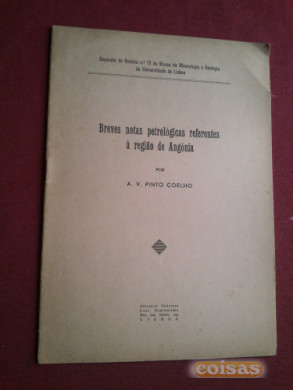 Separata do Boletim n.º 15 do Museu de Mineralogia e Geologia
da Universidade de Lisboa
Breves notas petrológicas referentes
à região de Angónia
POR
A. V. PINTO COELHO
LISBOA
coisas